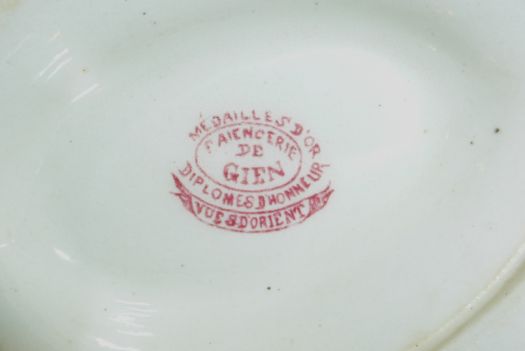 MEDAILLES D'OR
FAIENCERIE
DE
GIEN
DIPLOMES D'HONNEUR
VUES D'ORIENT